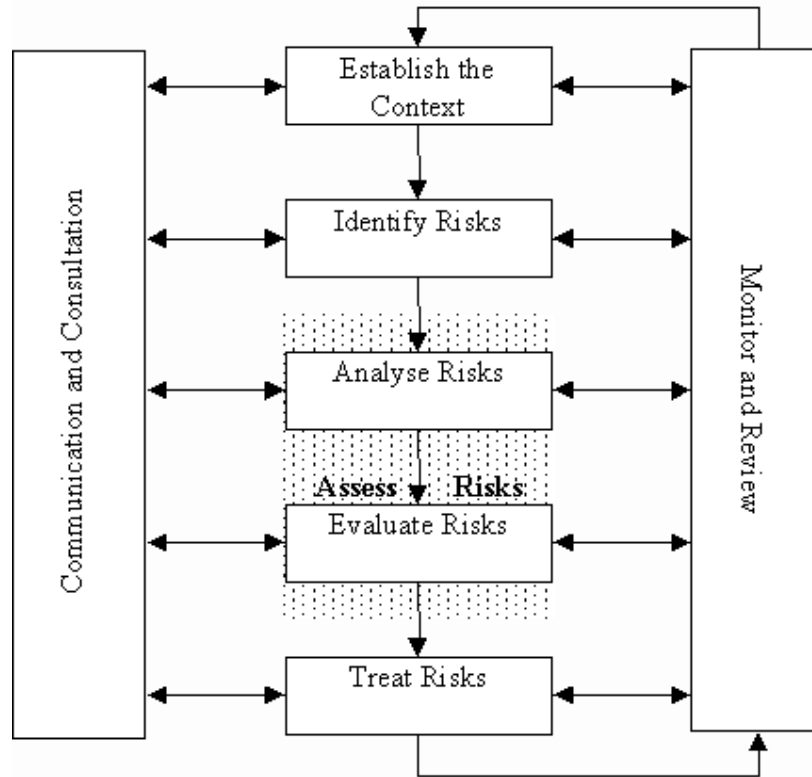 Communication and Consultation
Establish the
Context
Identify Risks
Analyse Risks
Assess Risks
Evaluate Risks
Treat Risks
Monitor and Review